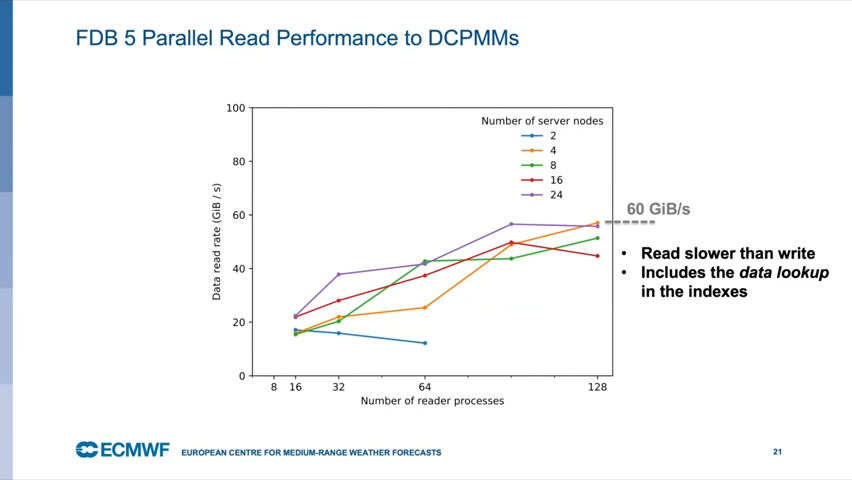 FDB 5 Parallel Read Performance to DCPMMs
100
80
60
40
20
0
Data read rate (GiB / s)
Number of server nodes
2
4
8
16
24
8 16 32 64 128
Number of reader processes
60 GiB/s
• Read slower than write
• Includes the data lookup
in the indexes
ECMWF EUROPEAN CENTRE FOR MEDIUM-RANGE WEATHER FORECASTS
21